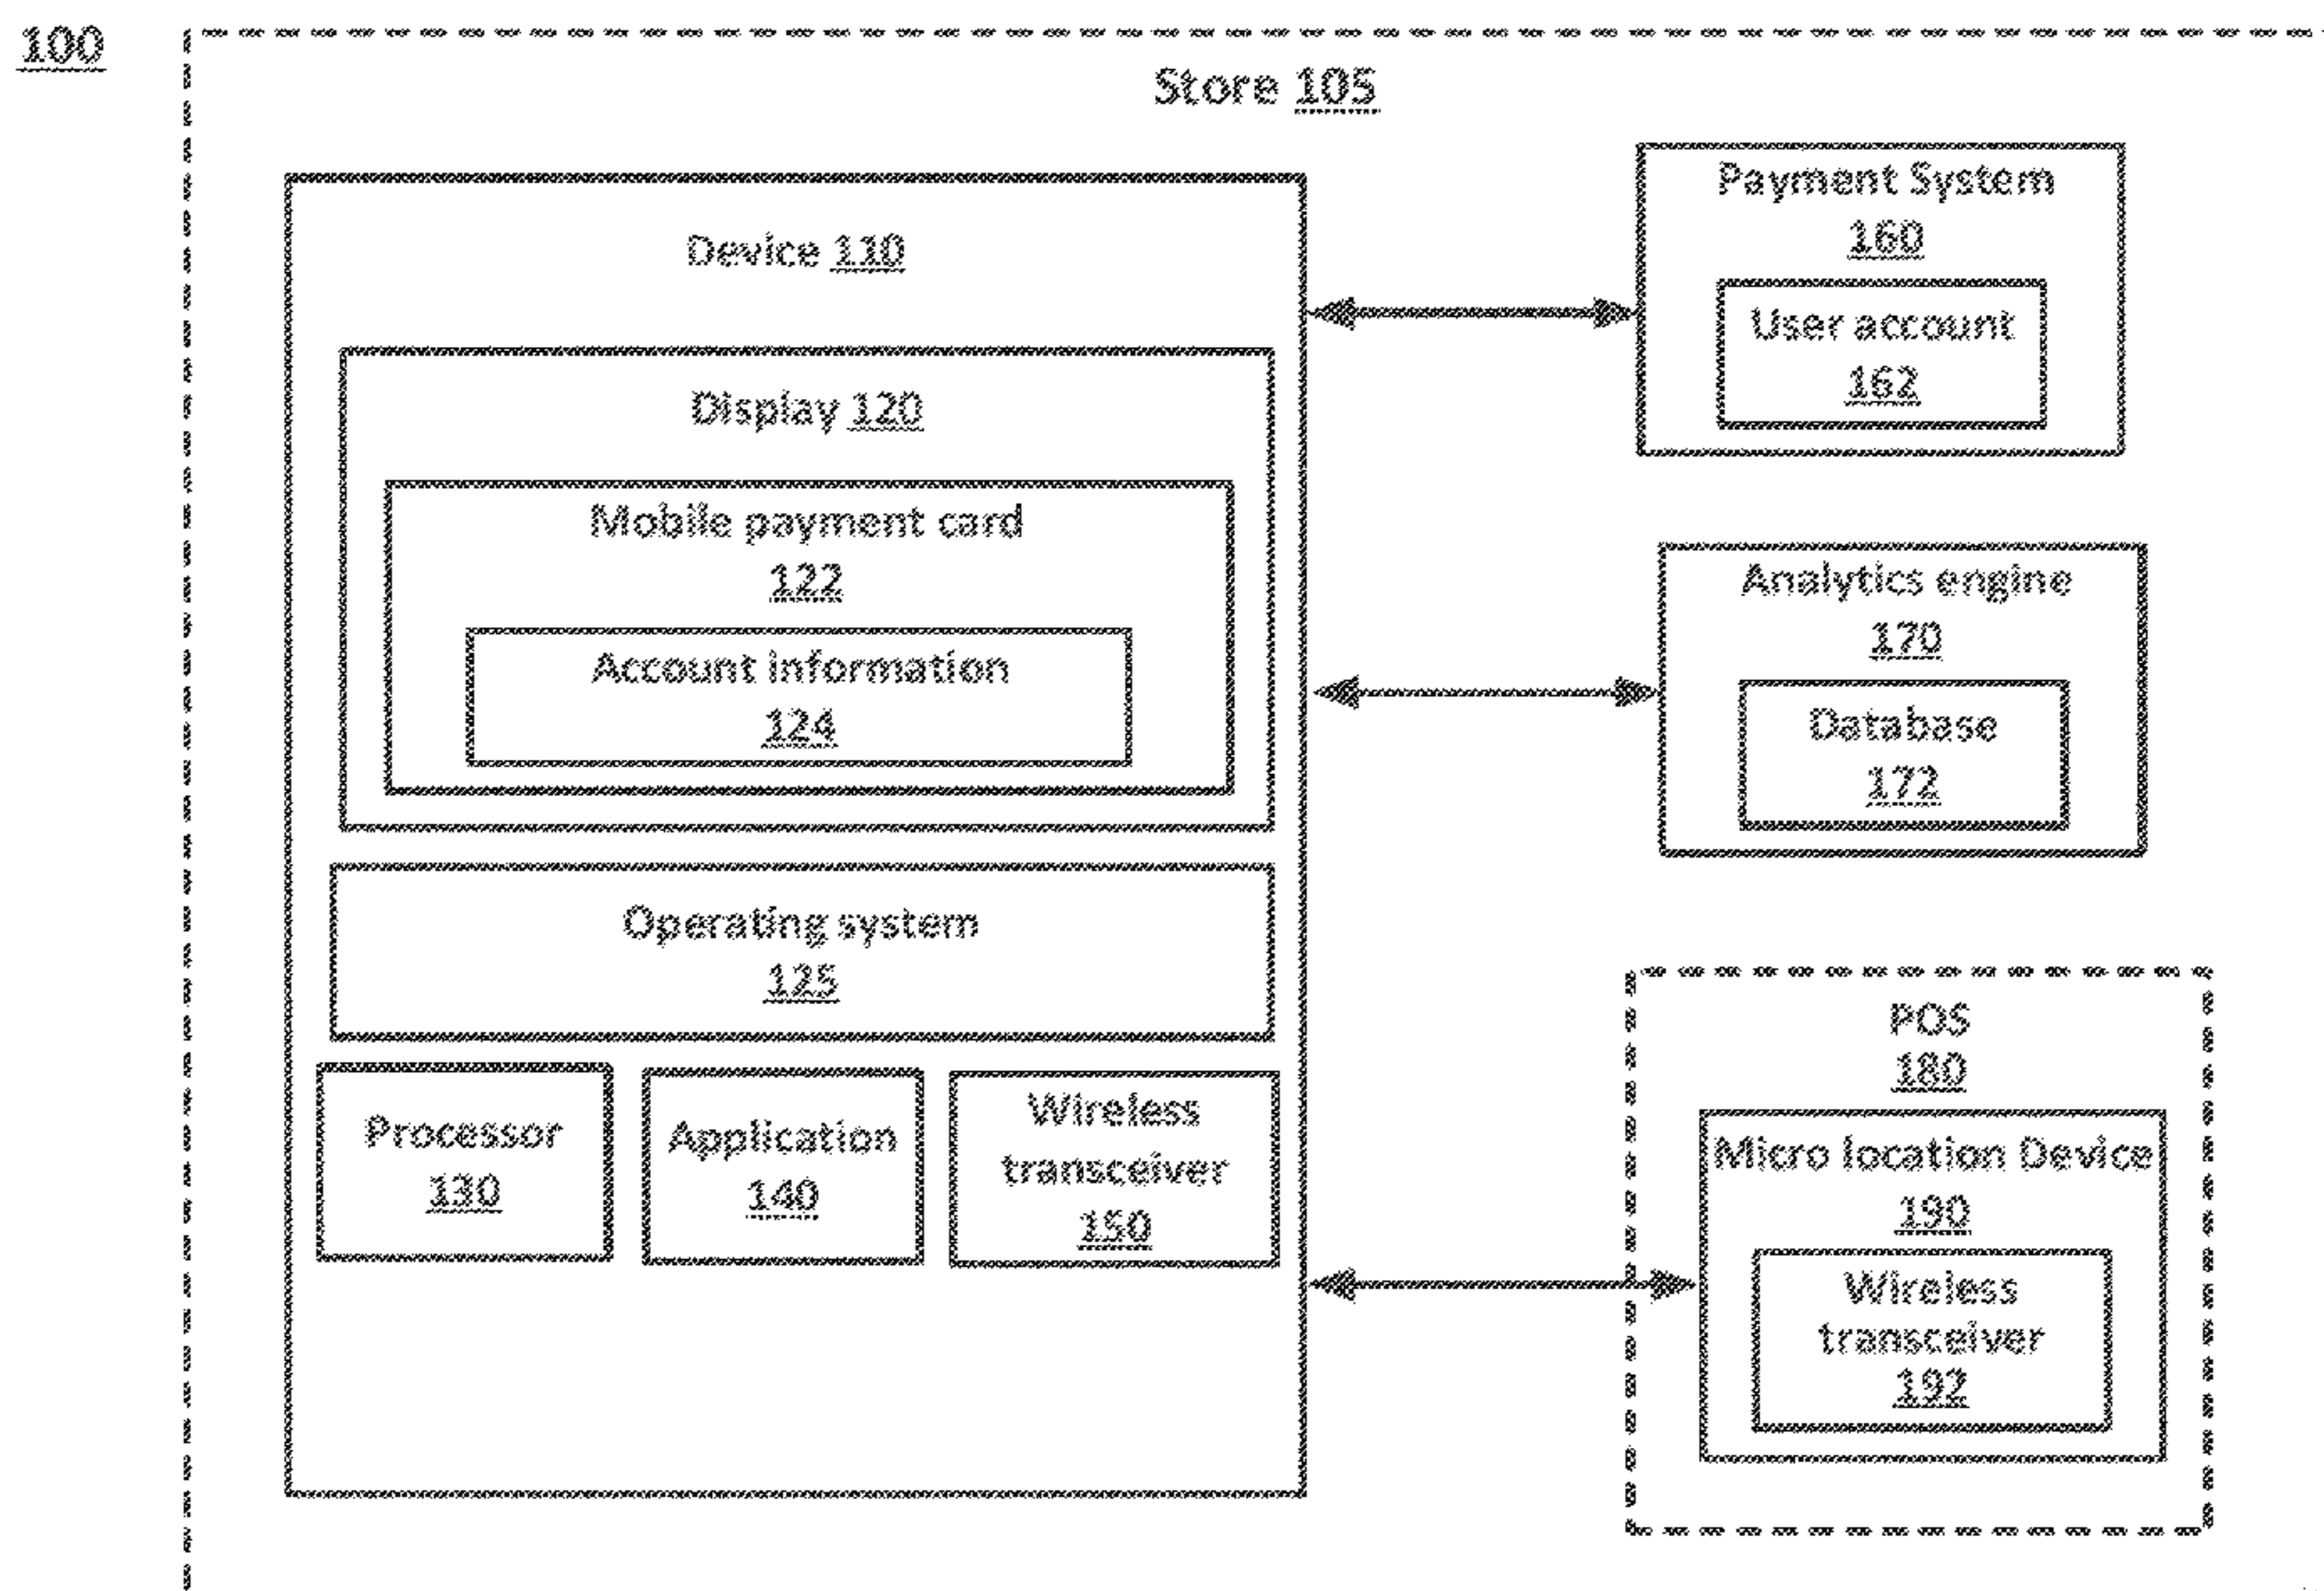 100
Store 105
Device 110
Display 120
Mobile payment card
122
Account information
124
Operating system
125
Processor
130
Application
140
Wireless
transceiver
150
Payment System
160
User account
162
Analytics engine
170
Database
172
POS
180
Micro location Device
190
Wireless
transceiver
192